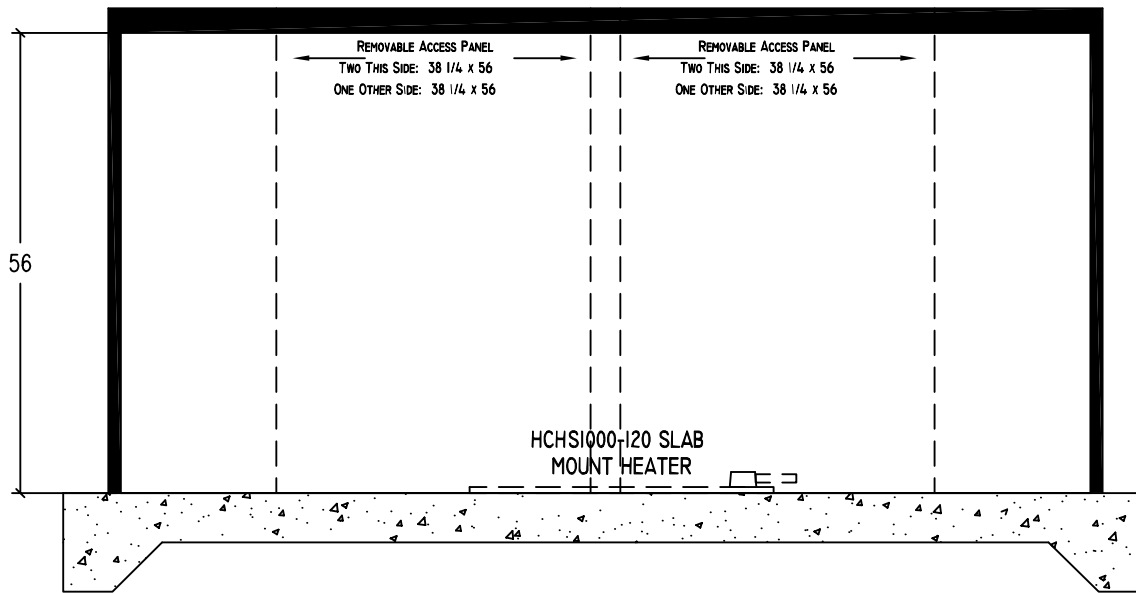 REMOVABLE ACCESS PANEL
TWO THIS SIDE: 38 1/4 X 56
ONE OTHER SIDE: 38 1/4 X 56
REMOVABLE ACCESS PANEL
TWO THIS SIDE: 38 1/4 X 56
ONE OTHER SIDE: 38 1/4 X 56
56
HCHS1000-120 SLAB
MOUNT HEATER